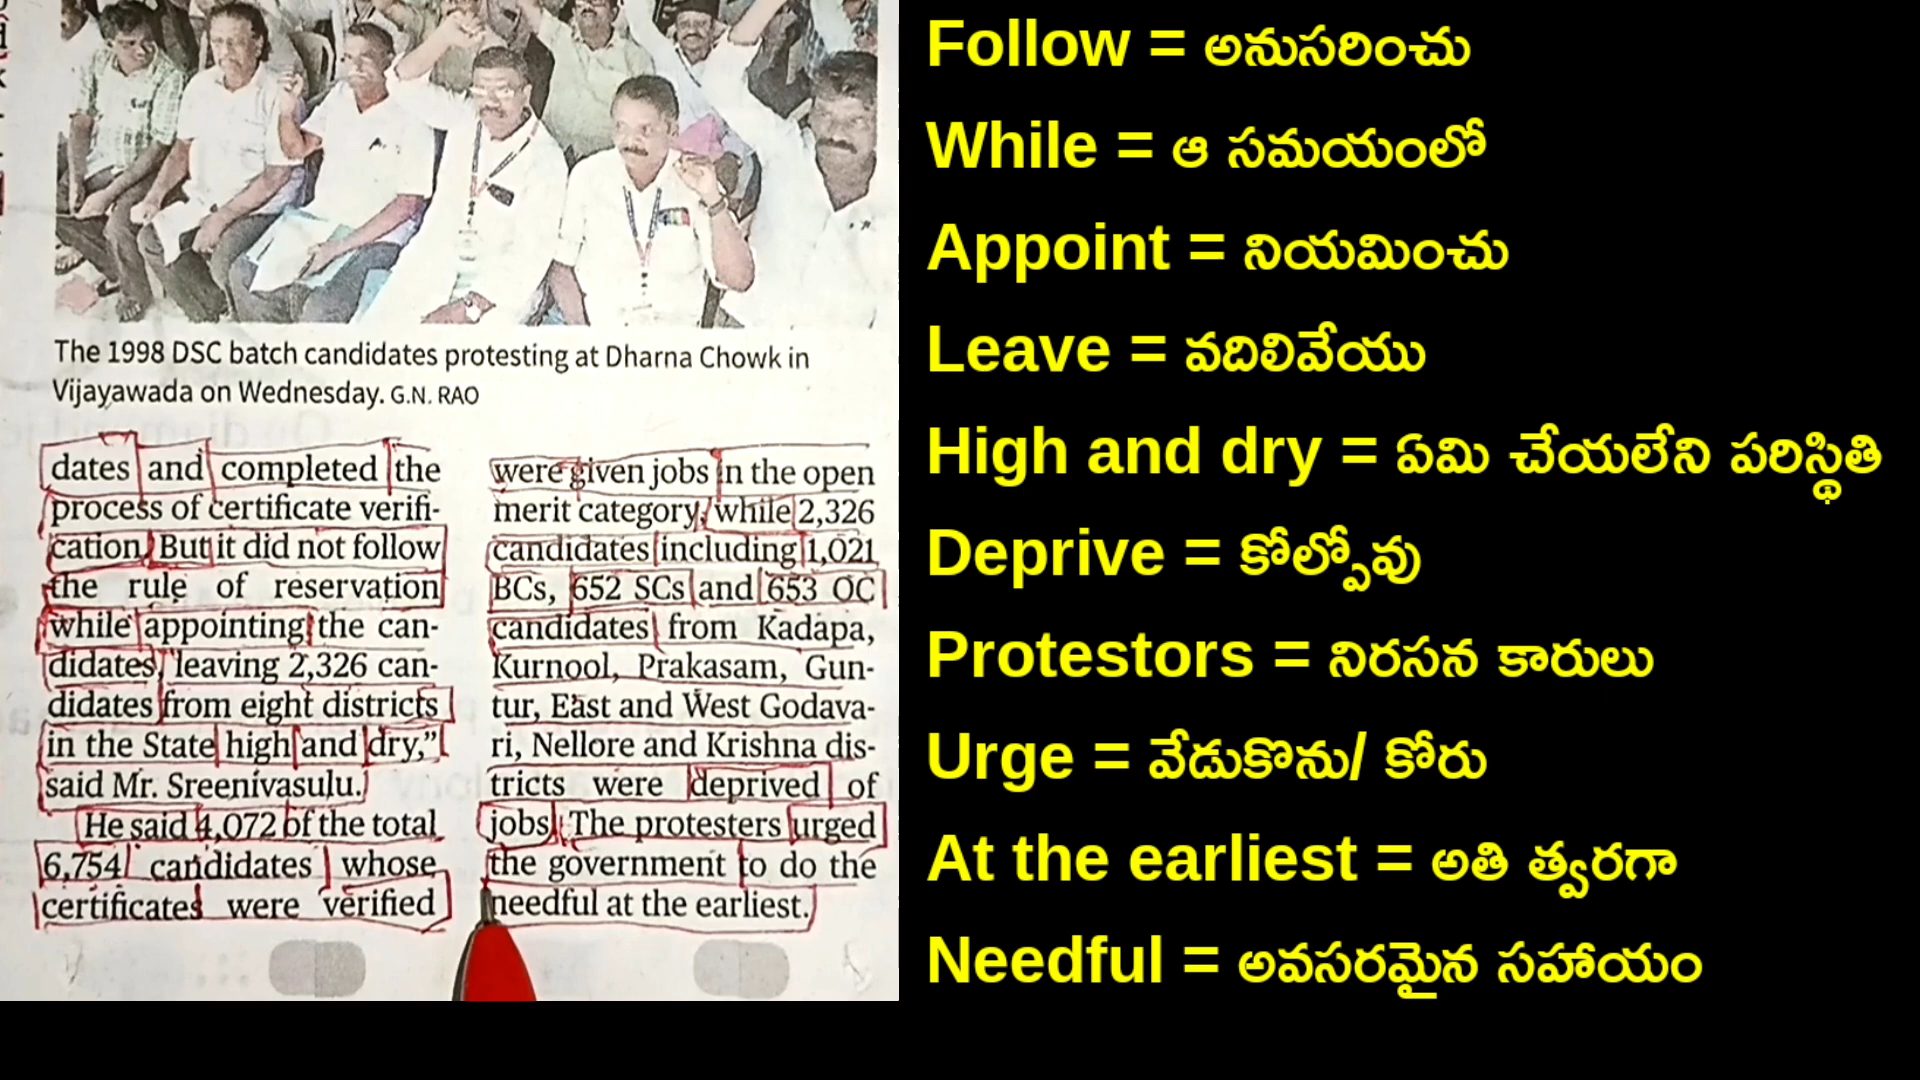 The 1998 DSC batch candidates protesting at Dharna Chowk in
Vijayawada on Wednesday. G.N. RAO
dates and completed the
process of certificate verifi-
cation. But it did not follow
the rule of reservation
while appointing the can-
didates, leaving 2,326 can-
didates from eight districts
in the State high and dry,”
said Mr. Sreenivasulu.
He said 4,072 of the total
6,754 candidates whose
certificates were verified
were given jobs in the open
merit category, while 2,326
candidates including 1,021
BCs, 652 SCs and 653 OC
candidates from Kadapa,
Kurnool, Prakasam, Gun-
tur, East and West Godava-
ri, Nellore and Krishna dis-
tricts were deprived of
jobs. The protesters urged
the government to do the
needful at the earliest.
Follow = అనుసరించు
While = ఆ సమయంలో
Appoint = నియమించు
Leave = వదిలివేయు
High and dry = ఏమి చేయలేని పరిస్థితి
Deprive = కోల్పోవు
Protestors = నిరసన కారులు
Urge = వేడుకొను/ కోరు
At the earliest = అతి త్వరగా
Needful = అవసరమైన సహాయం